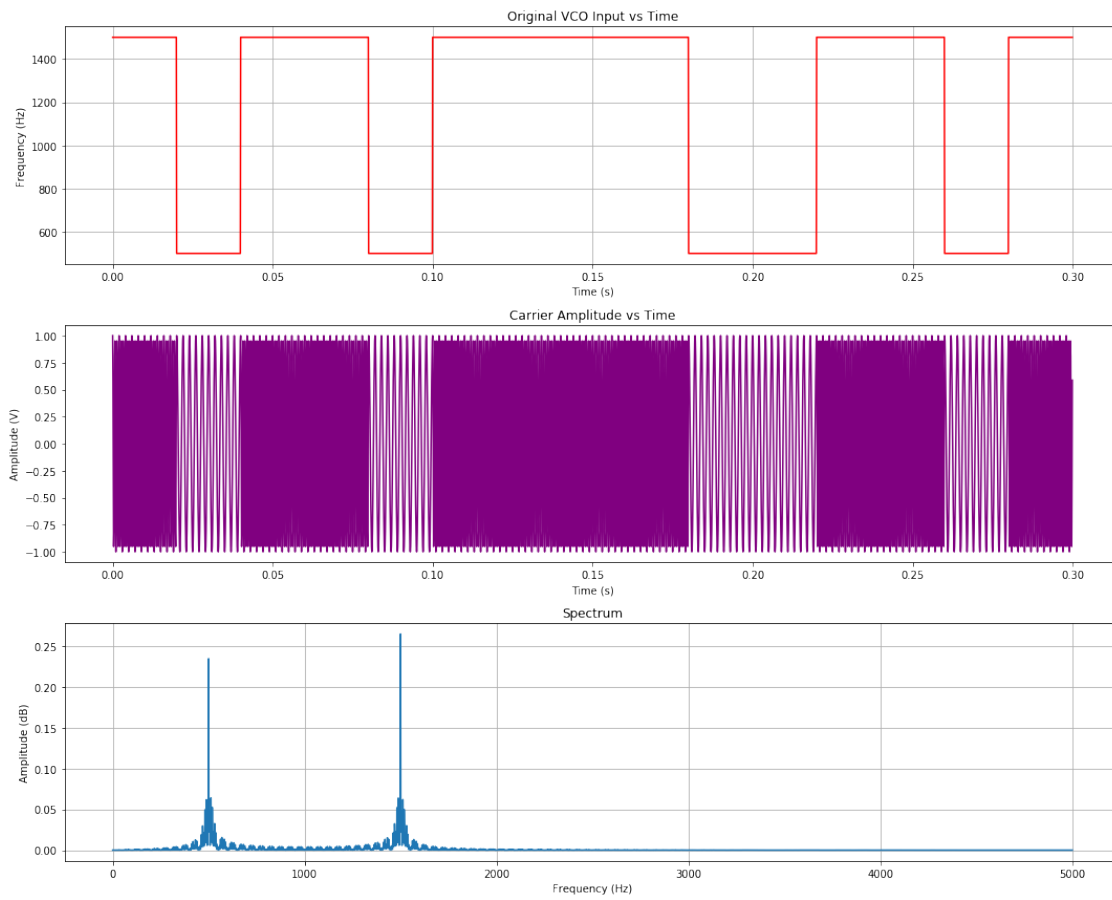 Original VCO Input vs Time
Frequency (Hz)
1400
1200
1000
800
600
0.00 0.05 0.10 0.15 0.20 0.25 0.30
Time (s)
Carrier Amplitude vs Time
Amplitude (V)
1.00
0.75
0.50
0.25
0.00
−0.25
−0.50
−0.75
−1.00
0.00 0.05 0.10 0.15 0.20 0.25 0.30
Time (s)
Spectrum
Amplitude (dB)
0.25
0.20
0.15
0.10
0.05
0.00
0 1000 2000 3000 4000 5000
Frequency (Hz)